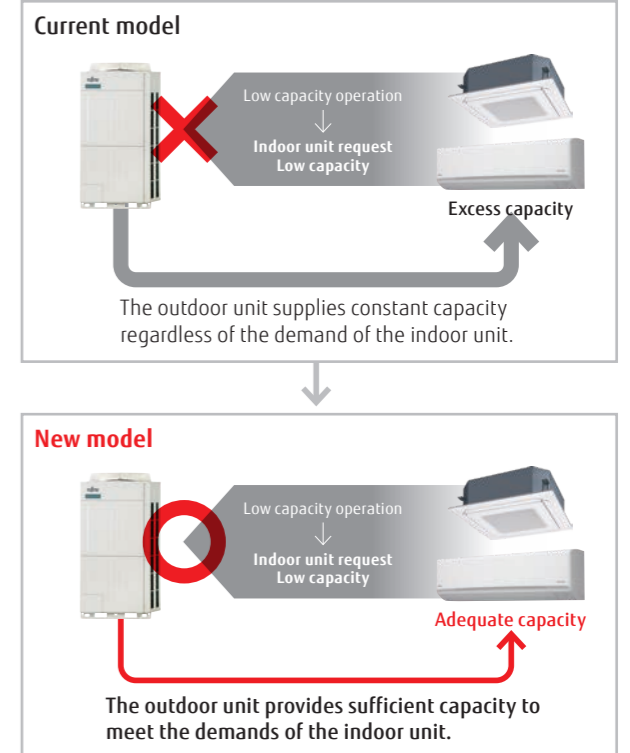 Current model
Low capacity operation
↓
Indoor unit request
Low capacity
Excess capacity
The outdoor unit supplies constant capacity
regardless of the demand of the indoor unit.
New model
Low capacity operation
↓
Indoor unit request
Low capacity
Adequate capacity
The outdoor unit provides sufficient capacity to
meet the demands of the indoor unit.